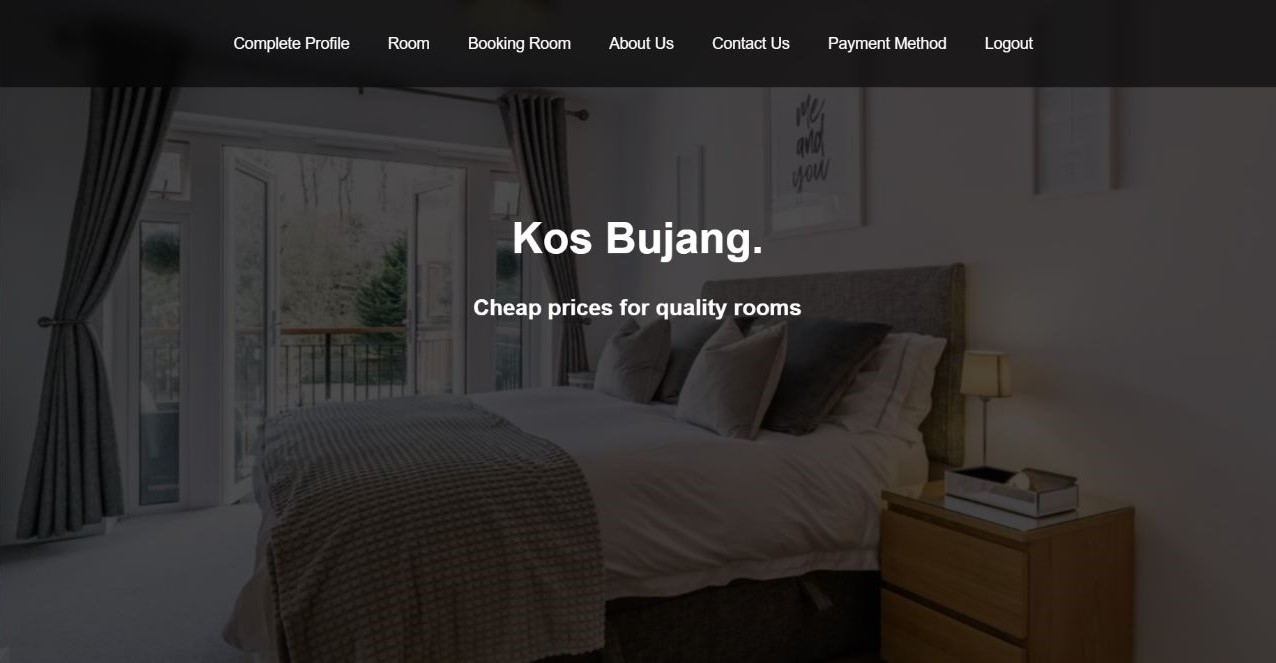 Complete Profile Room Booking Room About Us Contact Us Payment Method Logout
me
and
you
Kos Bujang.
Cheap prices for quality rooms